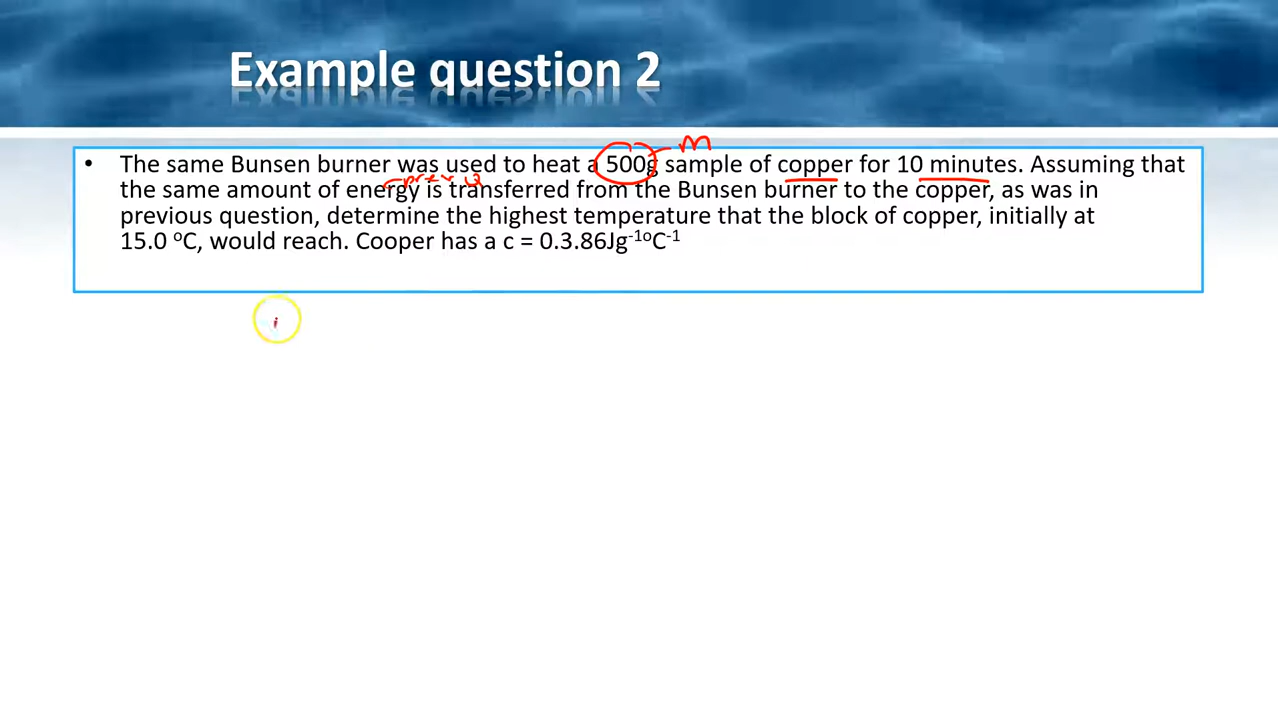 Example question 2
m
• The same Bunsen burner was used to heat a 500g sample of copper for 10 minutes. Assuming that
prev Q
the same amount of energy is transferred from the Bunsen burner to the copper, as was in
previous question, determine the highest temperature that the block of copper, initially at
15.0 ºC, would reach. Cooper has a c = 0.3.86Jg⁻¹ºC⁻¹